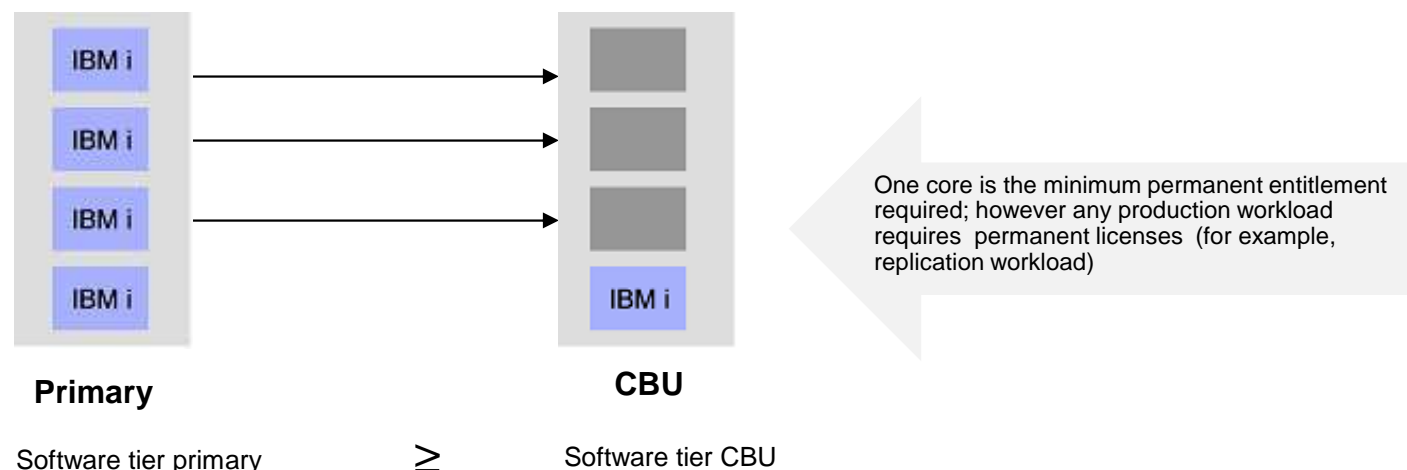 IBM i
IBM i
IBM i
IBM i
IBM i
One core is the minimum permanent entitlement
required; however any production workload
requires permanent licenses (for example,
replication workload)
Primary
CBU
Software tier primary ≥ Software tier CBU